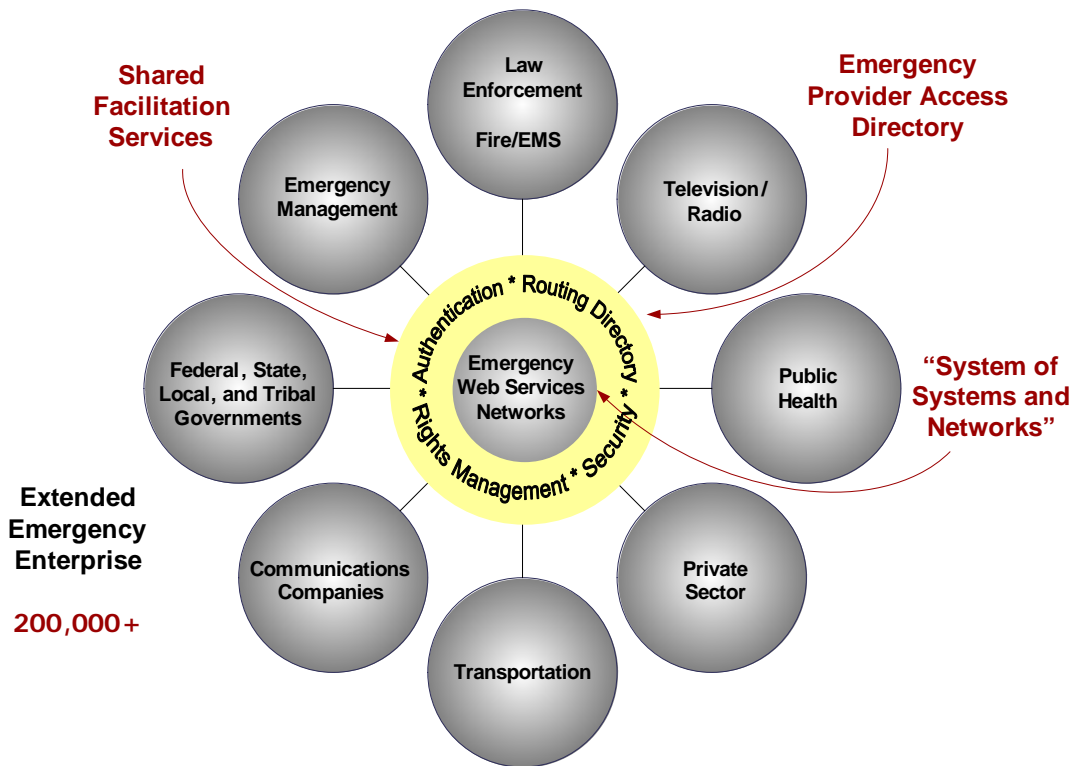 Shared
Facilitation
Services
Law
Enforcement
Fire/EMS
Emergency
Provider Access
Directory
Emergency
Management
Television/
Radio
* Authentication * Routing Directory
* Rights Management * Security
Emergency
Web Services
Networks
Federal, State,
Local, and Tribal
Governments
Public
Health
“System of
Systems and
Networks”
Extended
Emergency
Enterprise
200,000+
Communications
Companies
Private
Sector
Transportation